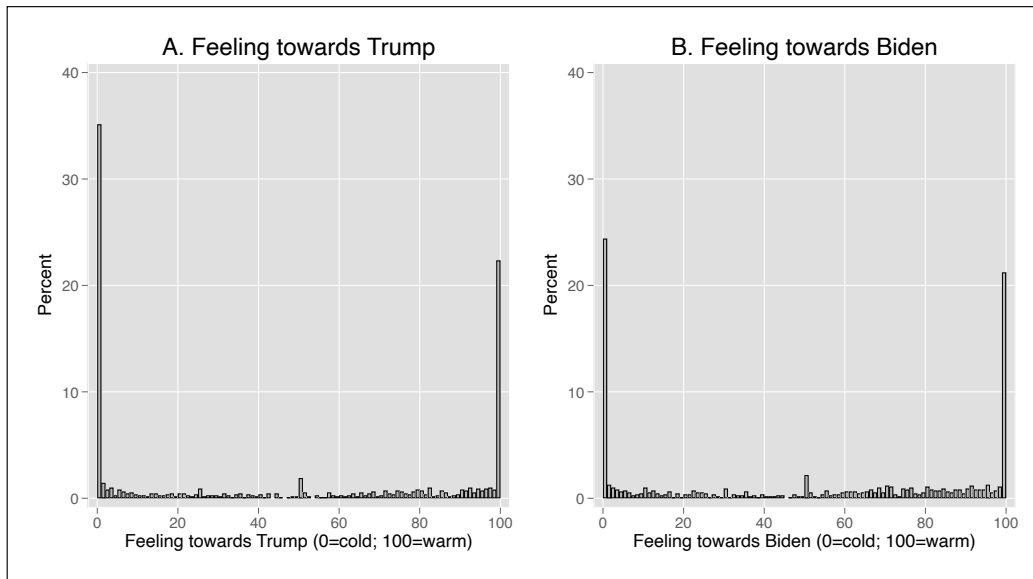 A. Feeling towards Trump
40
30
20
10
0
Percent
0 20 40 60 80 100
Feeling towards Trump (0=cold; 100=warm)
B. Feeling towards Biden
40
30
20
10
0
Percent
0 20 40 60 80 100
Feeling towards Biden (0=cold; 100=warm)